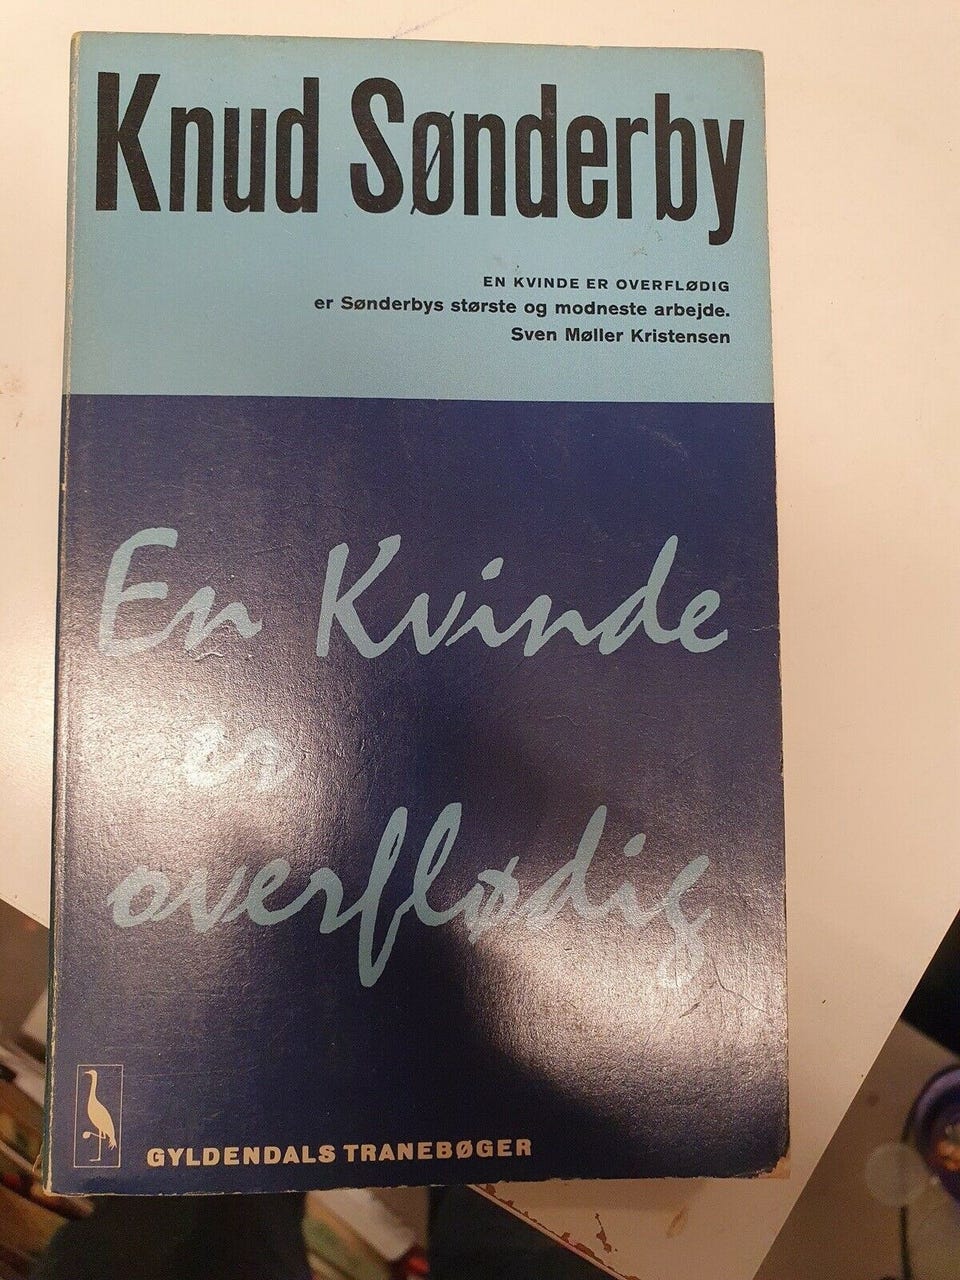 Knud Sønderby
EN KVINDE ER OVERFLØDIG
er Sønderbys største og modneste arbejde.
Sven Møller Kristensen
En Kvinde
er
overflødig
GYLDENDALS TRANEBØGER